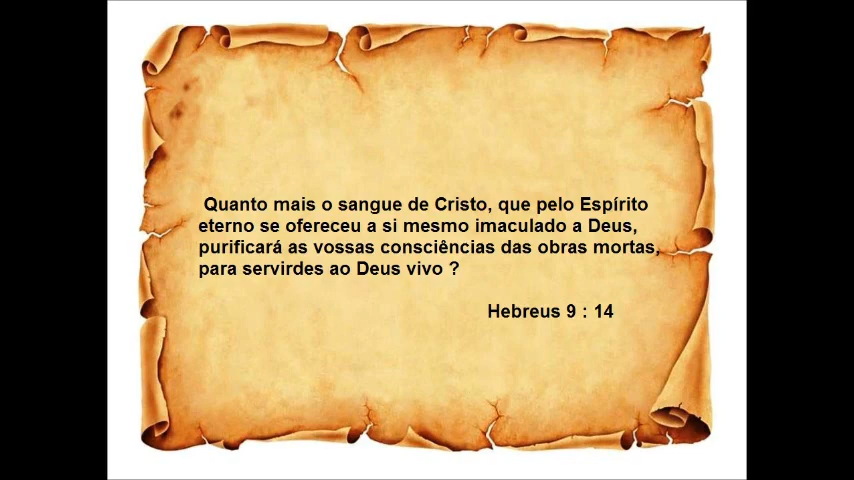 Quanto mais o sangue de Cristo, que pelo Espírito
eterno se ofereceu a si mesmo imaculado a Deus,
purificará as vossas consciências das obras mortas,
para servirdes ao Deus vivo ?
Hebreus 9 : 14